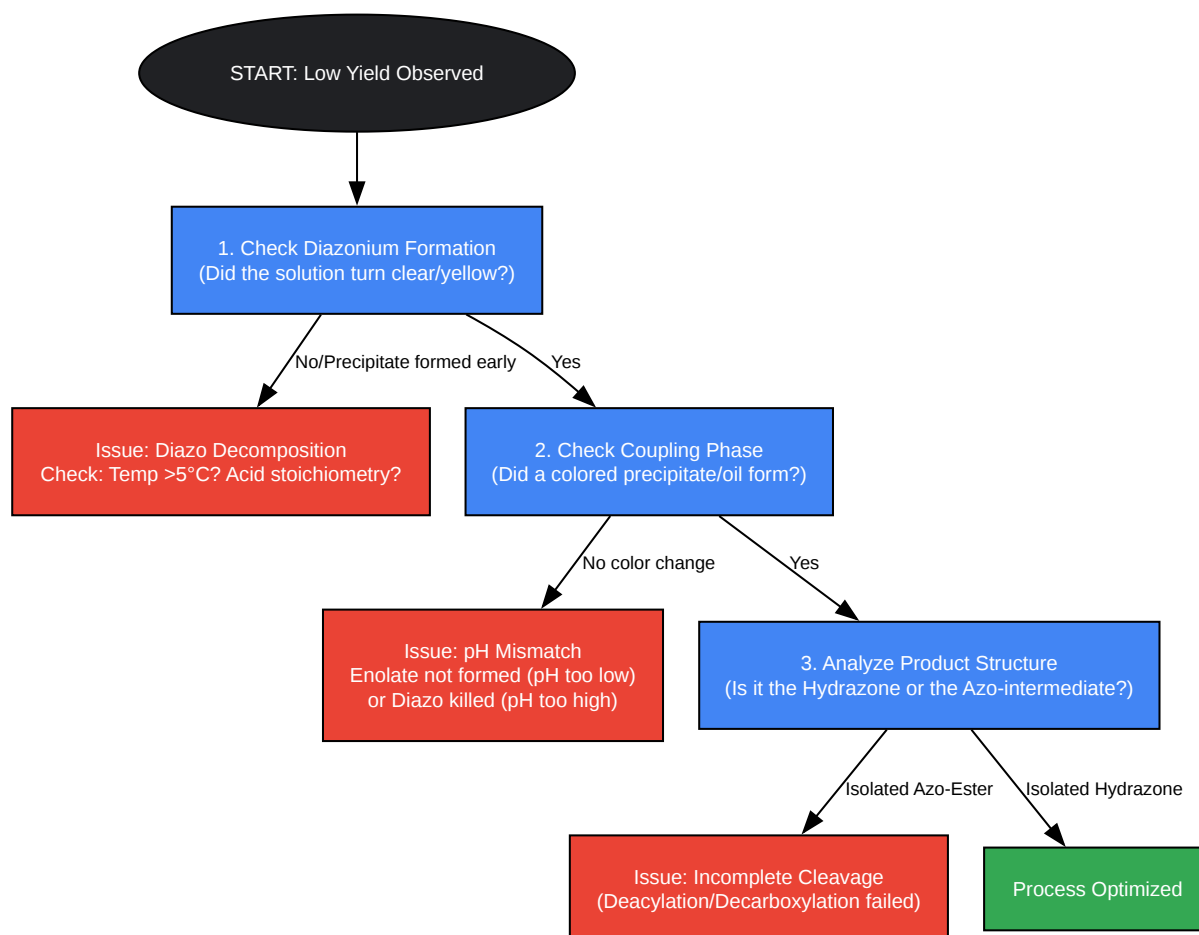 START: Low Yield Observed
1. Check Diazonium Formation
(Did the solution turn clear/yellow?)
No/Precipitate formed early
Yes
Issue: Diazo Decomposition
Check: Temp >5°C? Acid stoichiometry?
2. Check Coupling Phase
(Did a colored precipitate/oil form?)
No color change
Yes
Issue: pH Mismatch
Enolate not formed (pH too low)
or Diazo killed (pH too high)
3. Analyze Product Structure
(Is it the Hydrazone or the Azo-intermediate?)
Isolated Azo-Ester
Isolated Hydrazone
Issue: Incomplete Cleavage
(Deacylation/Decarboxylation failed)
Process Optimized